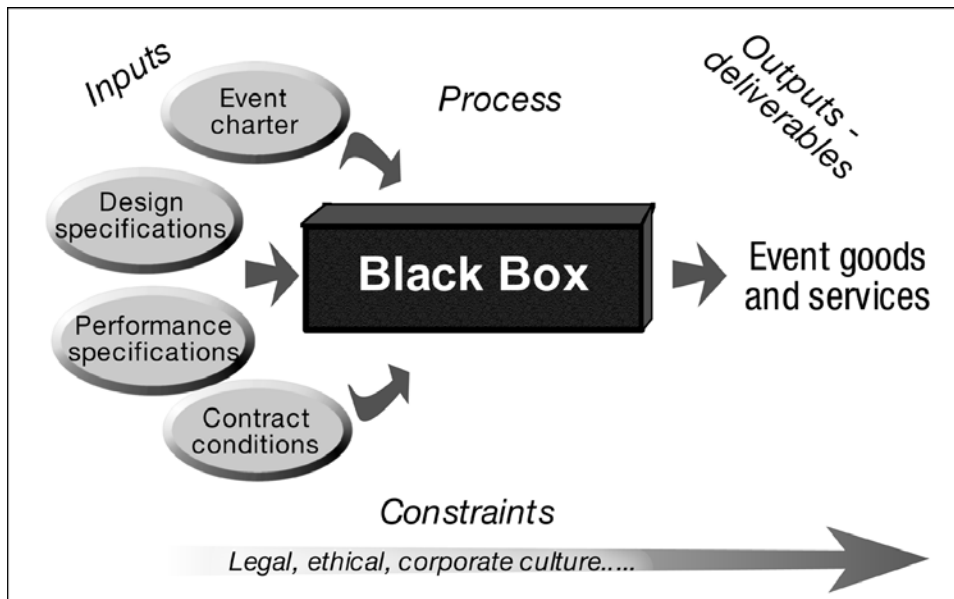 Inputs
Event
charter
Process
Outputs -
deliverables
Design
specifications
Black Box
Event goods
and services
Performance
specifications
Contract
conditions
Constraints
Legal, ethical, corporate culture.....